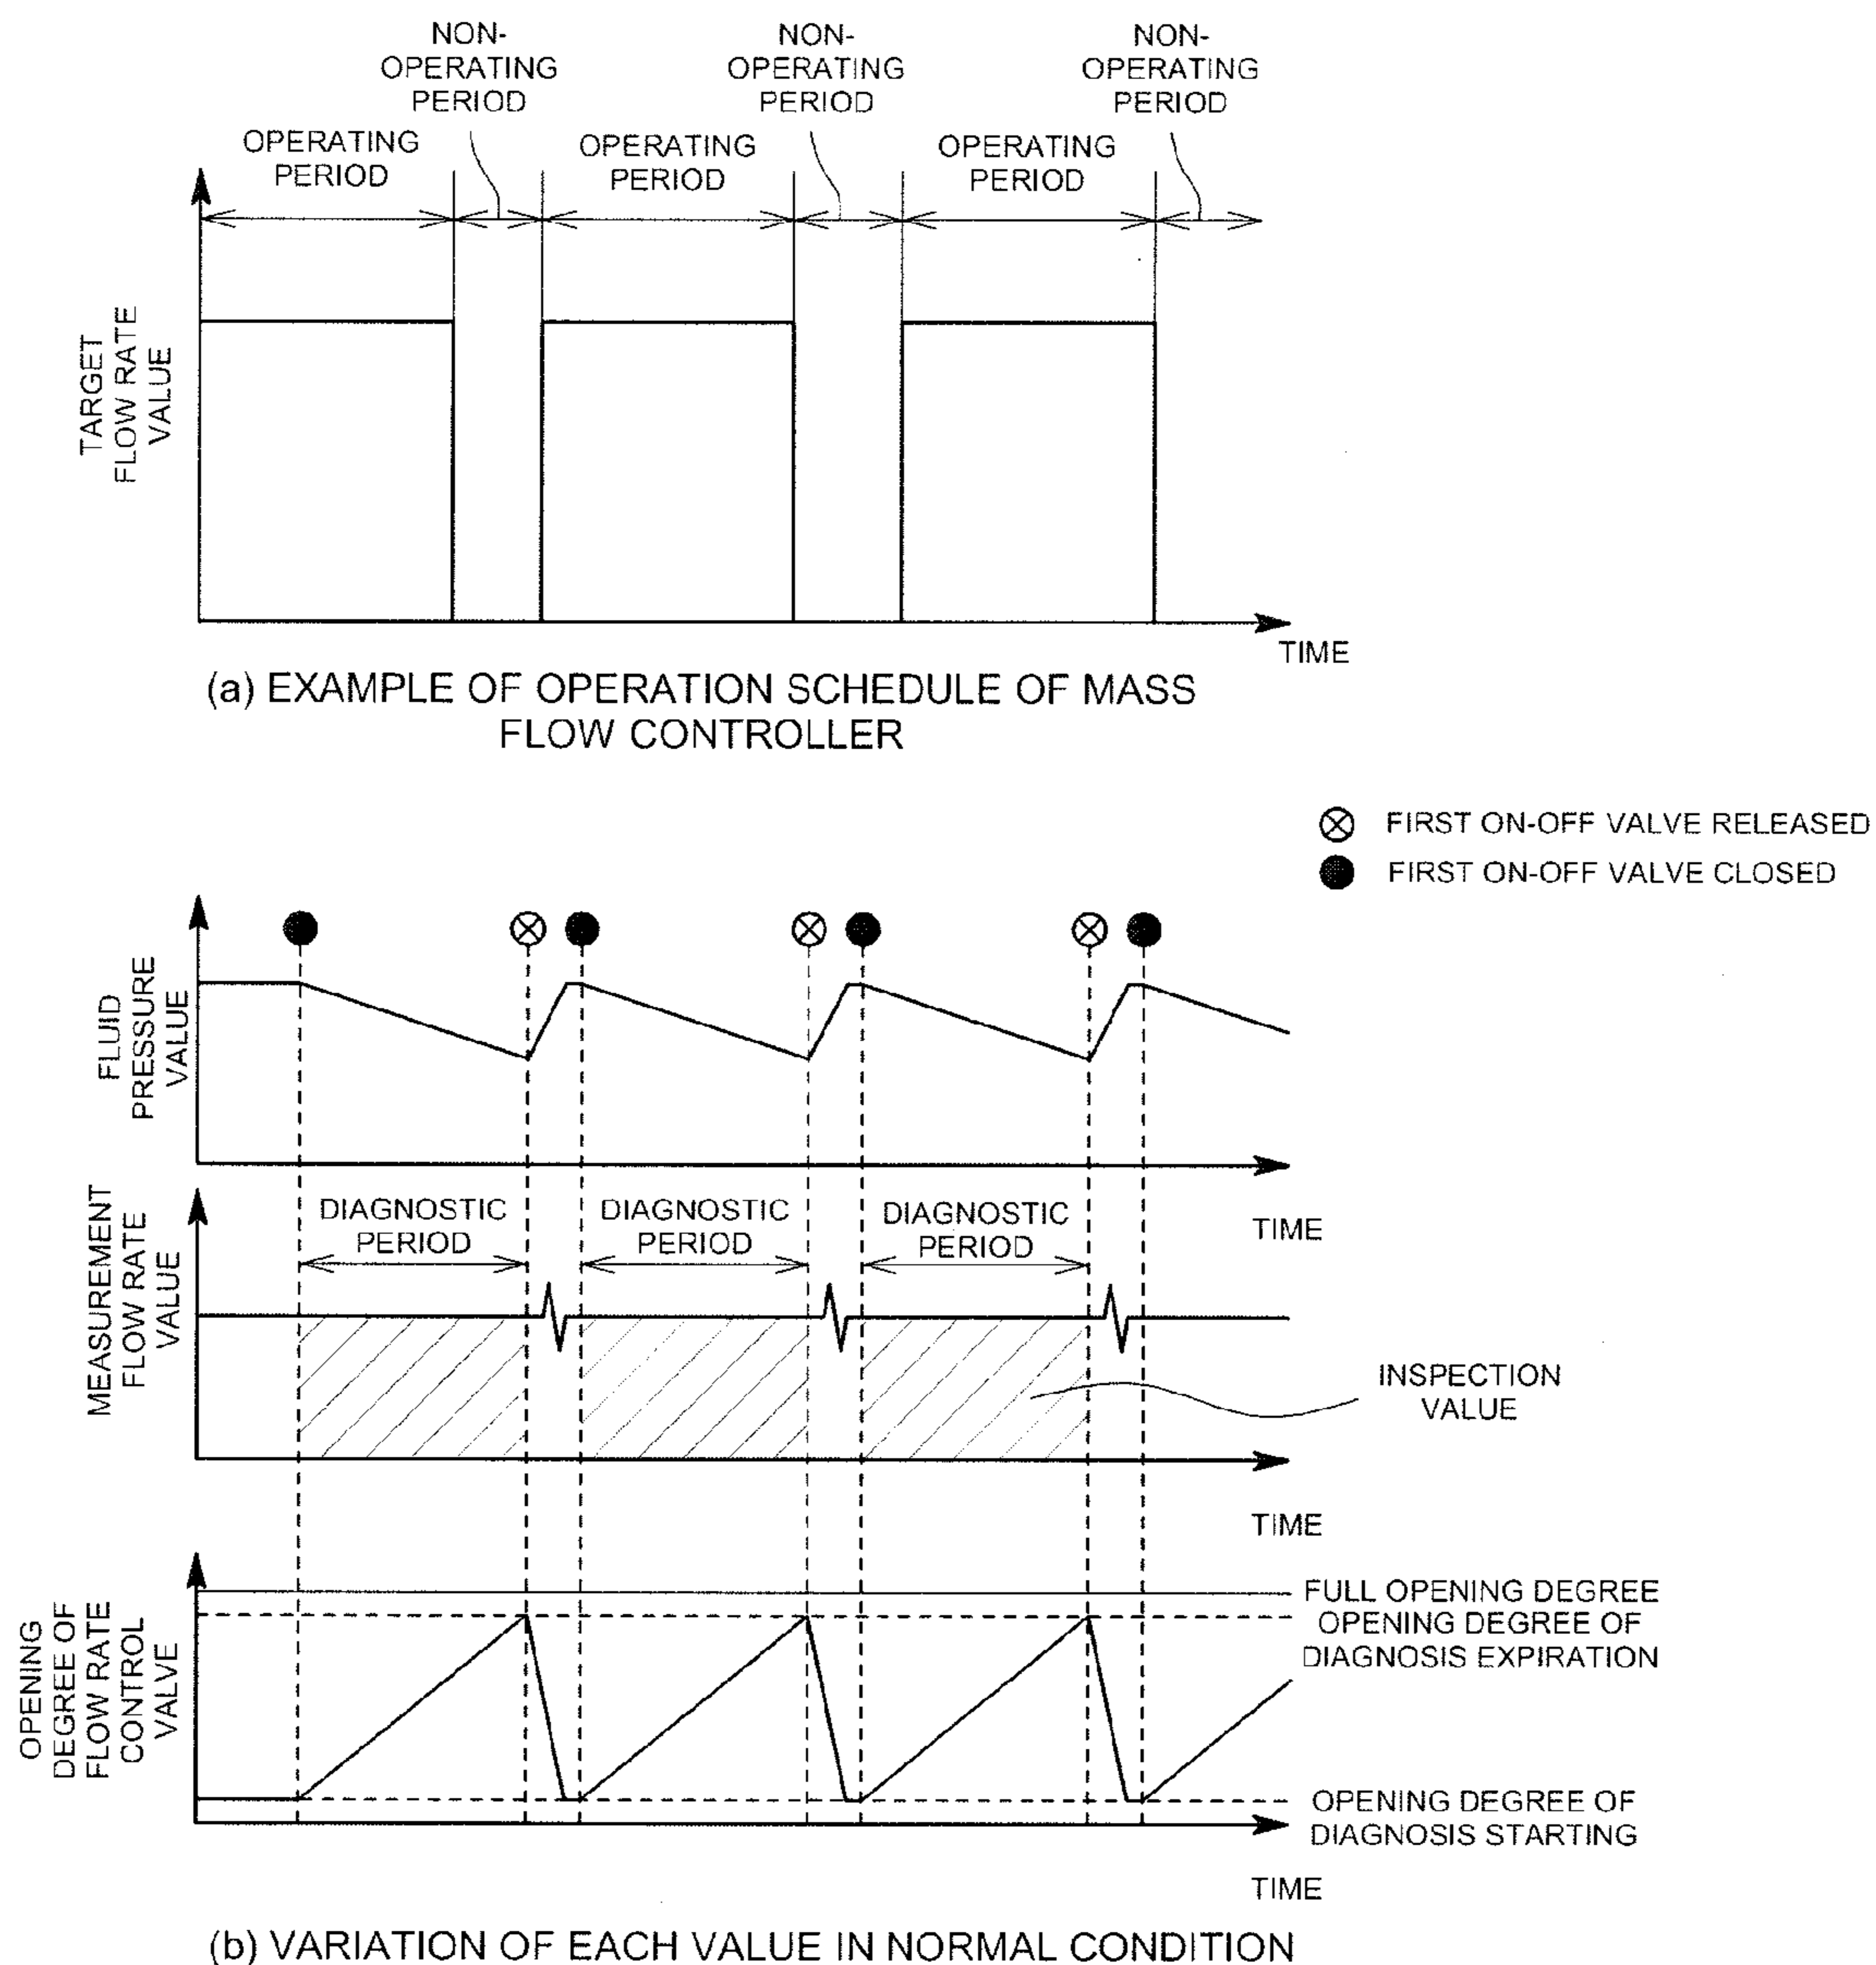 NON-
OPERATING
PERIOD
NON-
OPERATING
PERIOD
NON-
OPERATING
PERIOD
OPERATING
PERIOD
OPERATING
PERIOD
OPERATING
PERIOD
TARGET
FLOW RATE
VALUE
TIME
(a) EXAMPLE OF OPERATION SCHEDULE OF MASS
FLOW CONTROLLER
FIRST ON-OFF VALVE RELEASED
FIRST ON-OFF VALVE CLOSED
FLUID
PRESSURE
VALUE
TIME
MEASUREMENT
FLOW RATE
VALUE
DIAGNOSTIC
PERIOD
DIAGNOSTIC
PERIOD
DIAGNOSTIC
PERIOD
INSPECTION
VALUE
TIME
OPENING
DEGREE OF
FLOW RATE
CONTROL
VALVE
FULL OPENING DEGREE
OPENING DEGREE OF
DIAGNOSIS EXPIRATION
OPENING DEGREE OF
DIAGNOSIS STARTING
TIME
(b) VARIATION OF EACH VALUE IN NORMAL CONDITION